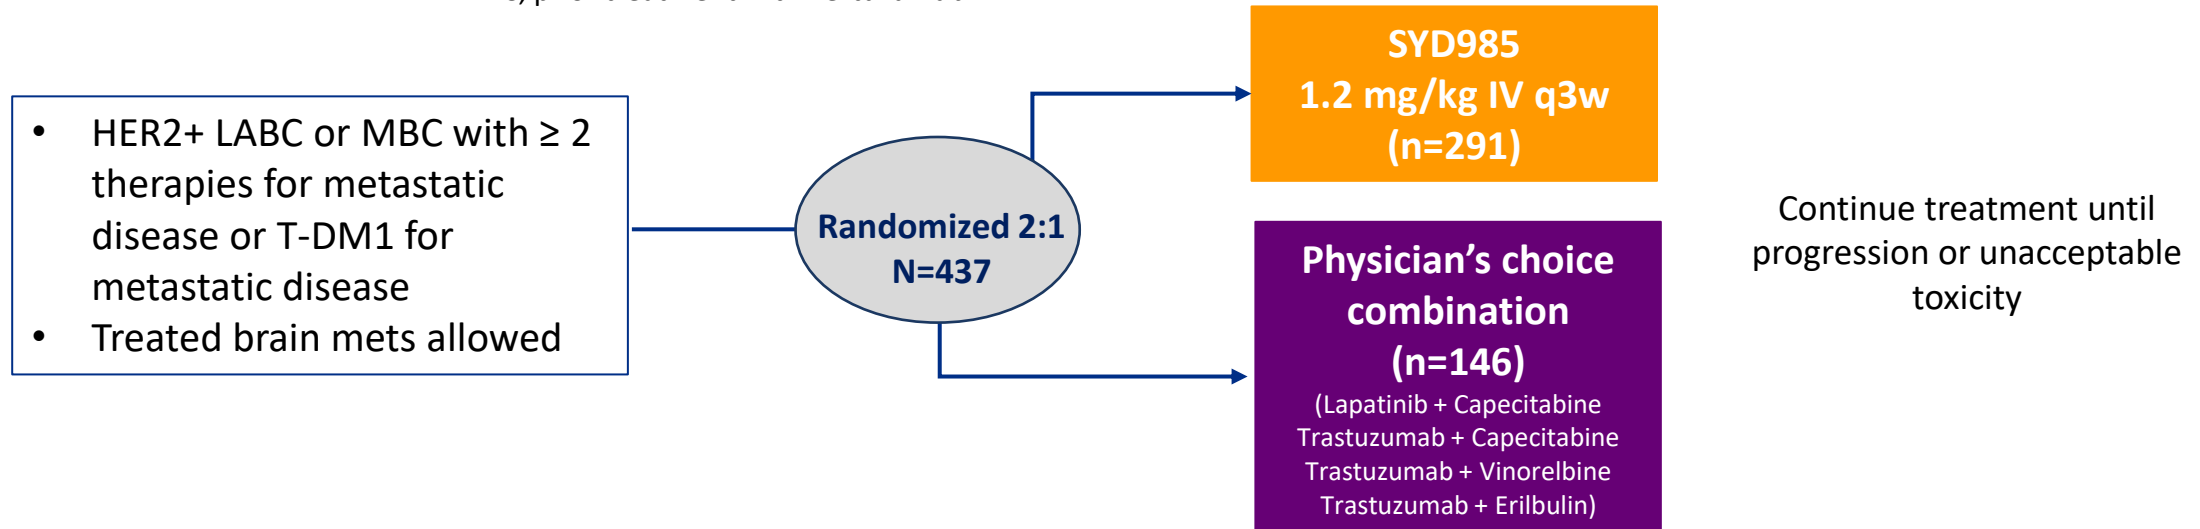 • HER2+ LABC or MBC with ≥ 2
therapies for metastatic
disease or T-DM1 for
metastatic disease
• Treated brain mets allowed
Randomized 2:1
N=437
SYD985
1.2 mg/kg IV q3w
(n=291)
Physician’s choice
combination
(n=146)
(Lapatinib + Capecitabine
Trastuzumab + Capecitabine
Trastuzumab + Vinorelbine
Trastuzumab + Erilbulin)
Continue treatment until
progression or unacceptable
toxicity